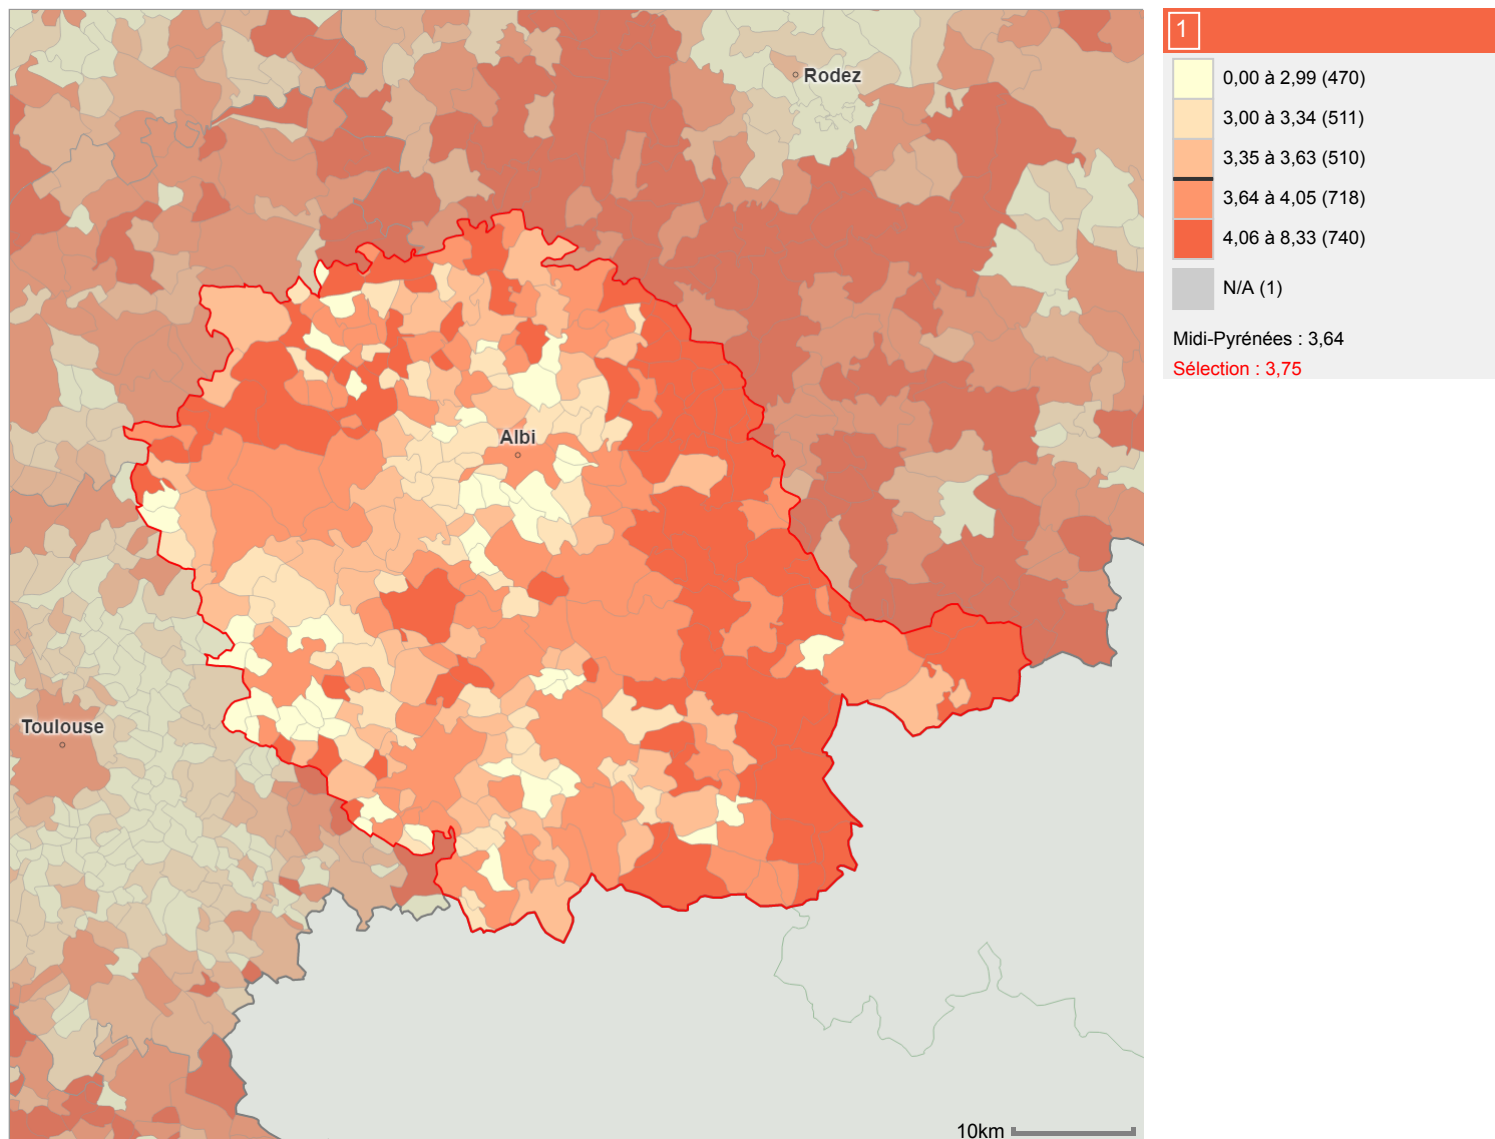 Rodez
Albi
Toulouse
10km
1
0,00 à 2,99 (470)
3,00 à 3,34 (511)
3,35 à 3,63 (510)
3,64 à 4,05 (718)
4,06 à 8,33 (740)
N/A (1)
Midi-Pyrénées : 3,64
Sélection : 3,75